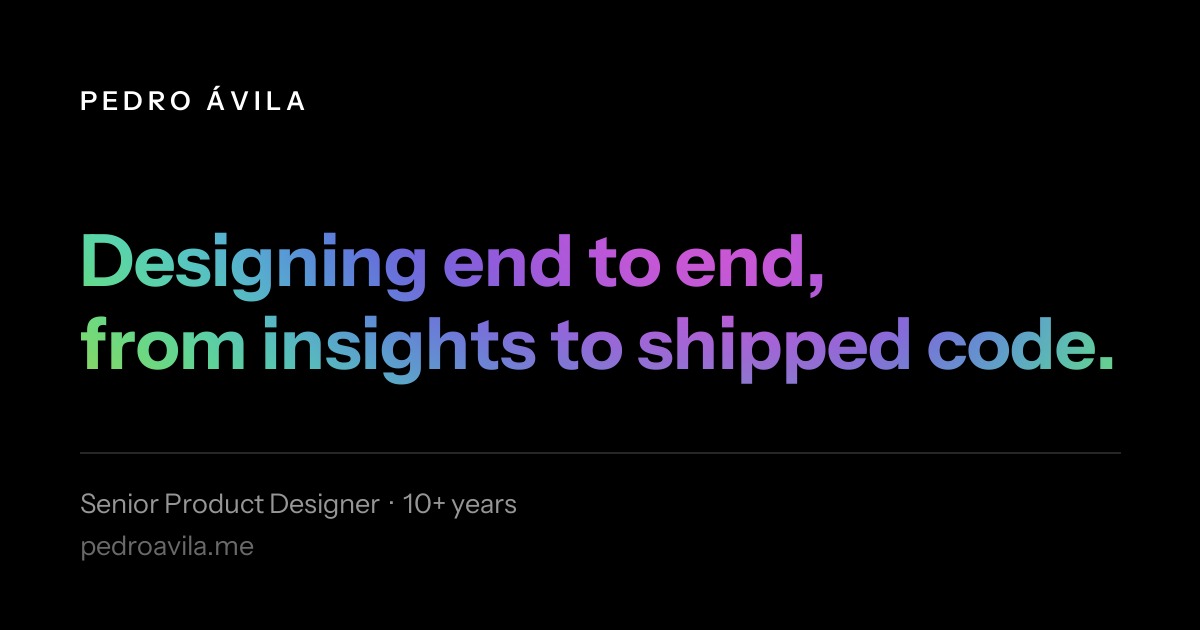 PEDRO ÁVILA
Designing end to end,
from insights to shipped code.
Senior Product Designer · 10+ years
pedroavila.me